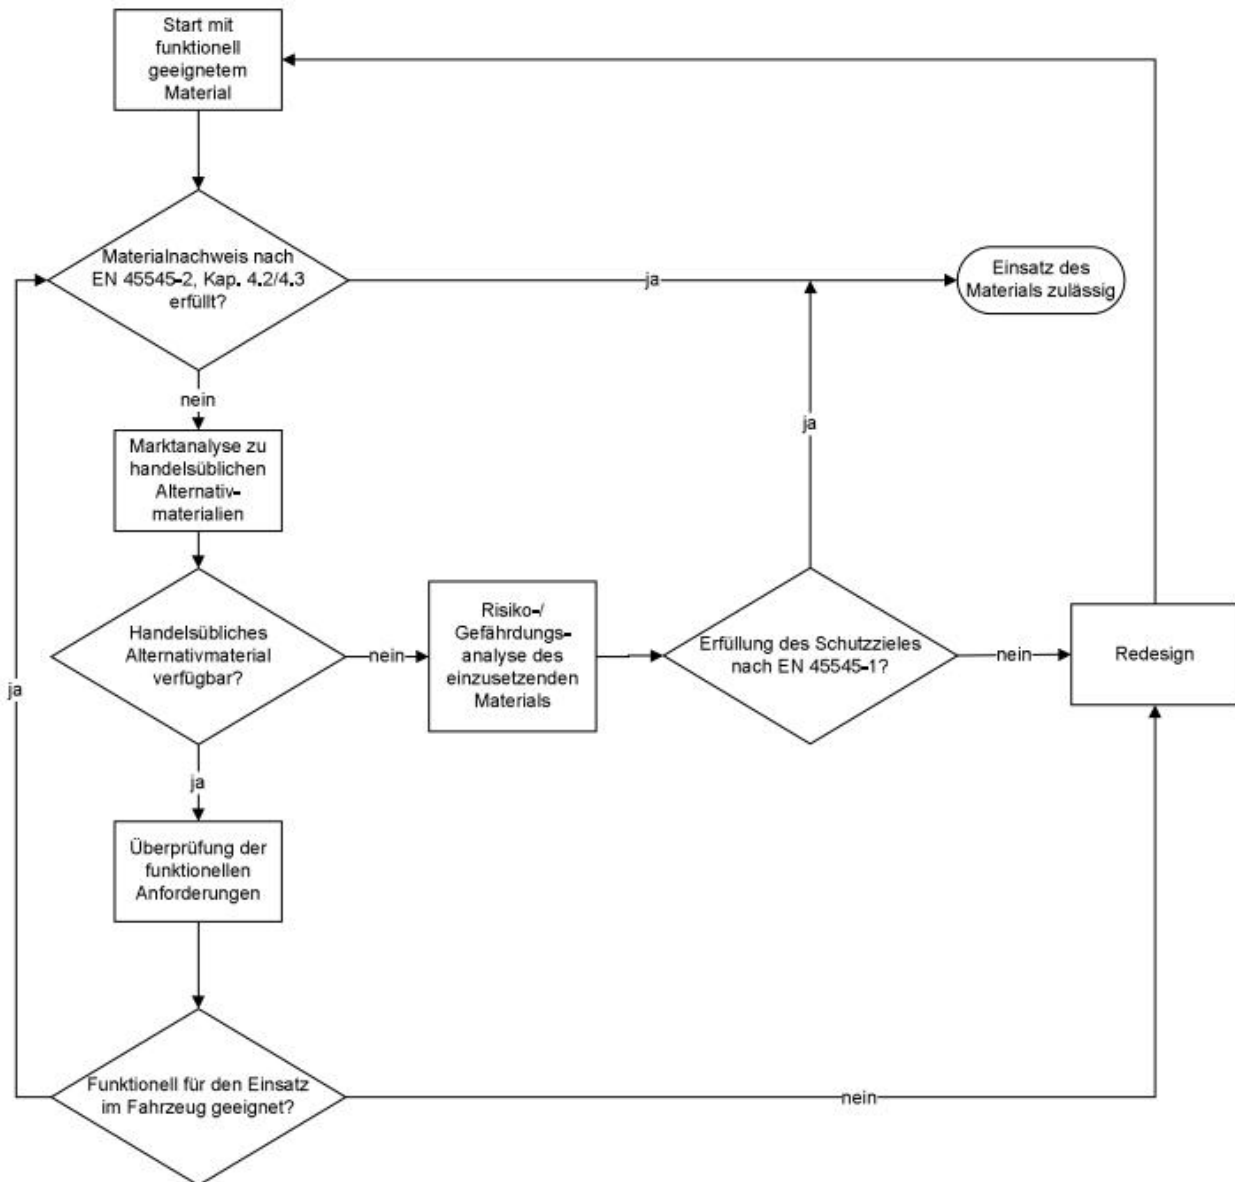 Start mit
funktionell
geeignetem
Material
Materialnachweis nach
EN 45545-2, Kap. 4.2/4.3
erfüllt?
ja
Einsatz des
Materials zulässig
nein
Marktanalyse zu
handelsüblichen
Alternativ-
materialien
ja
Handelsübliches
Alternativmaterial
verfügbar?
nein
Risiko-/
Gefährdungs-
analyse des
einzusetzenden
Materials
Erfüllung des Schutzzieles
nach EN 45545-1?
nein
Redesign
ja
ja
Überprüfung der
funktionellen
Anforderungen
Funktionell für den Einsatz
im Fahrzeug geeignet?
nein